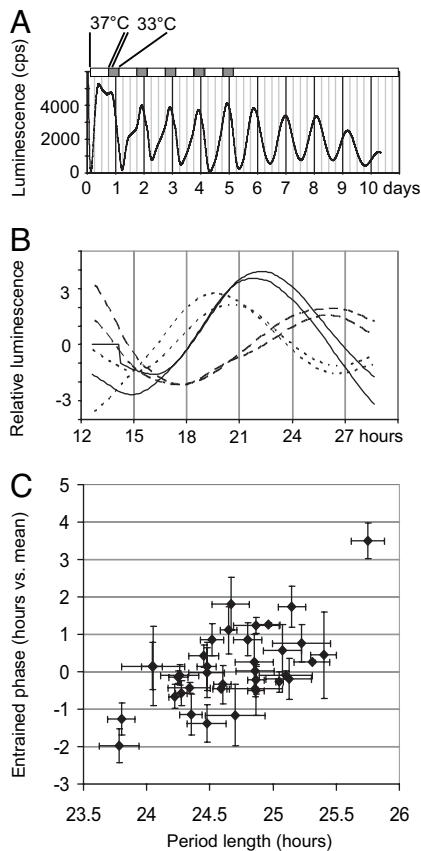 A
37°C
33°C
Luminescence (cps)
4000
2000
0
0 1 2 3 4 5 6 7 8 9 10 days
B
Relative luminescence
3
0
-3
12 15 18 21 24 27 hours
C
Entrained phase (hours vs. mean)
5
4
3
2
1
0
-1
-2
-3
23.5 24 24.5 25 25.5 26
Period length (hours)